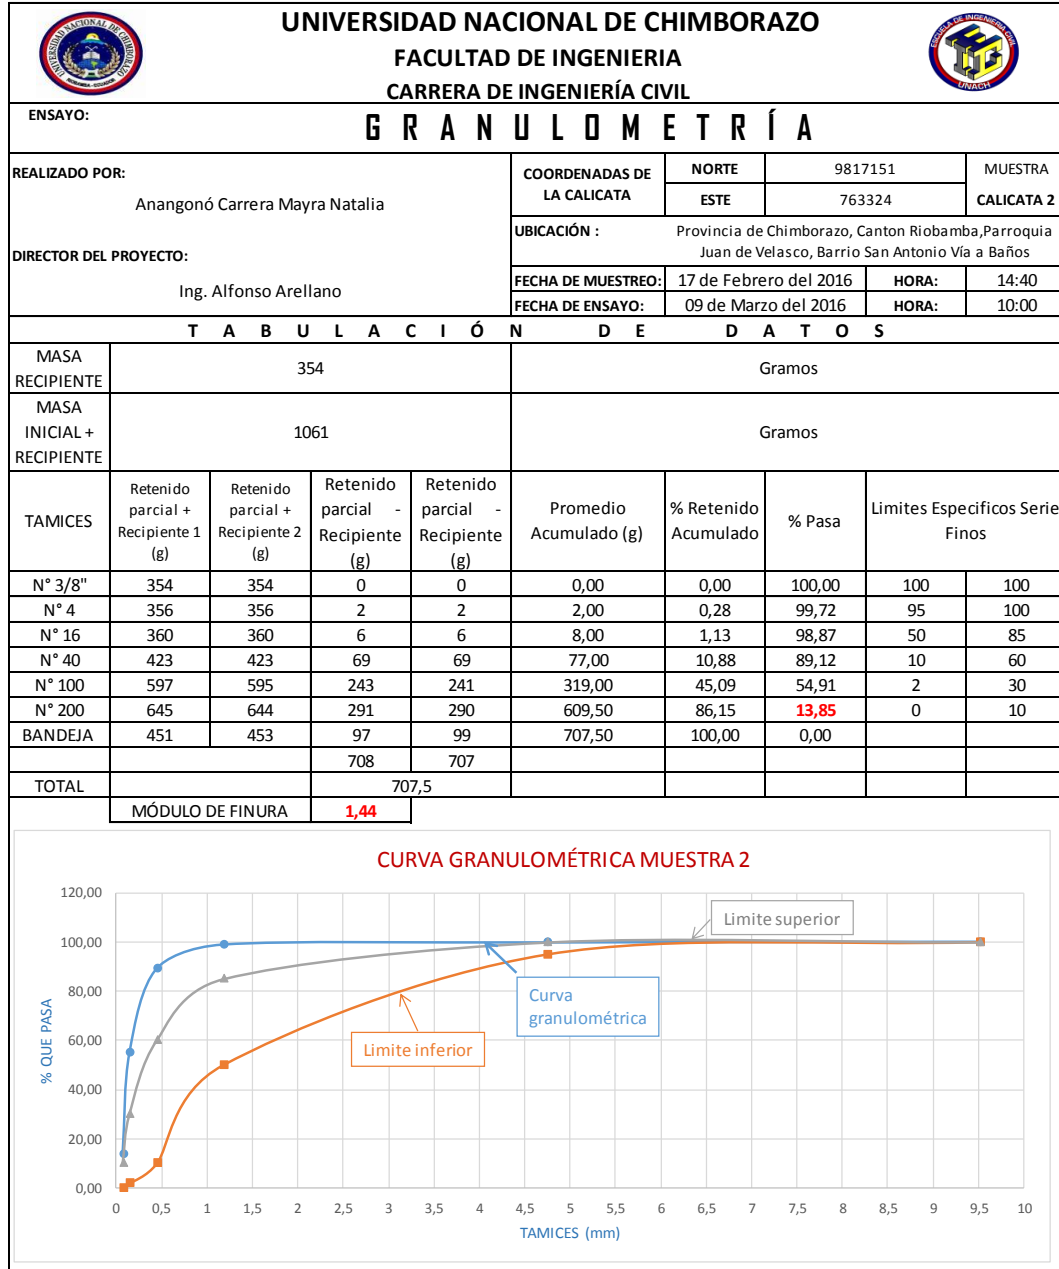 UNIVERSIDAD NACIONAL DE CHIMBORAZO
FACULTAD DE INGENIERIA
CARRERA DE INGENIERÍA CIVIL
UNIVERSIDAD NACIONAL DE CHIMBORAZO
RIOBAMBA - ECUADOR
ESCUELA DE INGENIERIA CIVIL
UNACH
ENSAYO:
GRANULOMETRÍA
REALIZADO POR:
Anangonó Carrera Mayra Natalia
DIRECTOR DEL PROYECTO:
Ing. Alfonso Arellano
COORDENADAS DE
LA CALICATA
NORTE 9817151 MUESTRA
ESTE 763324 CALICATA 2
UBICACIÓN : Provincia de Chimborazo, Canton Riobamba,Parroquia
Juan de Velasco, Barrio San Antonio Vía a Baños
FECHA DE MUESTREO: 17 de Febrero del 2016 HORA: 14:40
FECHA DE ENSAYO: 09 de Marzo del 2016 HORA: 10:00
TABULACIÓN DE DATOS
MASA
RECIPIENTE
354 Gramos
MASA
INICIAL +
RECIPIENTE
1061 Gramos
TAMICES
Retenido
parcial +
Recipiente 1
(g)
Retenido
parcial +
Recipiente 2
(g)
Retenido
parcial -
Recipiente
(g)
Retenido
parcial -
Recipiente
(g)
Promedio
Acumulado (g)
% Retenido
Acumulado
% Pasa
Limites Especificos Serie
Finos
N° 3/8" 354 354 0 0 0,00 0,00 100,00 100 100
N° 4 356 356 2 2 2,00 0,28 99,72 95 100
N° 16 360 360 6 6 8,00 1,13 98,87 50 85
N° 40 423 423 69 69 77,00 10,88 89,12 10 60
N° 100 597 595 243 241 319,00 45,09 54,91 2 30
N° 200 645 644 291 290 609,50 86,15 13,85 0 10
BANDEJA 451 453 97 99 707,50 100,00 0,00
708 707
TOTAL 707,5
MÓDULO DE FINURA 1,44
CURVA GRANULOMÉTRICA MUESTRA 2
% QUE PASA
120,00
100,00
80,00
60,00
40,00
20,00
0,00
Limite superior
Curva
granulométrica
Limite inferior
0 0,5 1 1,5 2 2,5 3 3,5 4 4,5 5 5,5 6 6,5 7 7,5 8 8,5 9 9,5 10
TAMICES (mm)